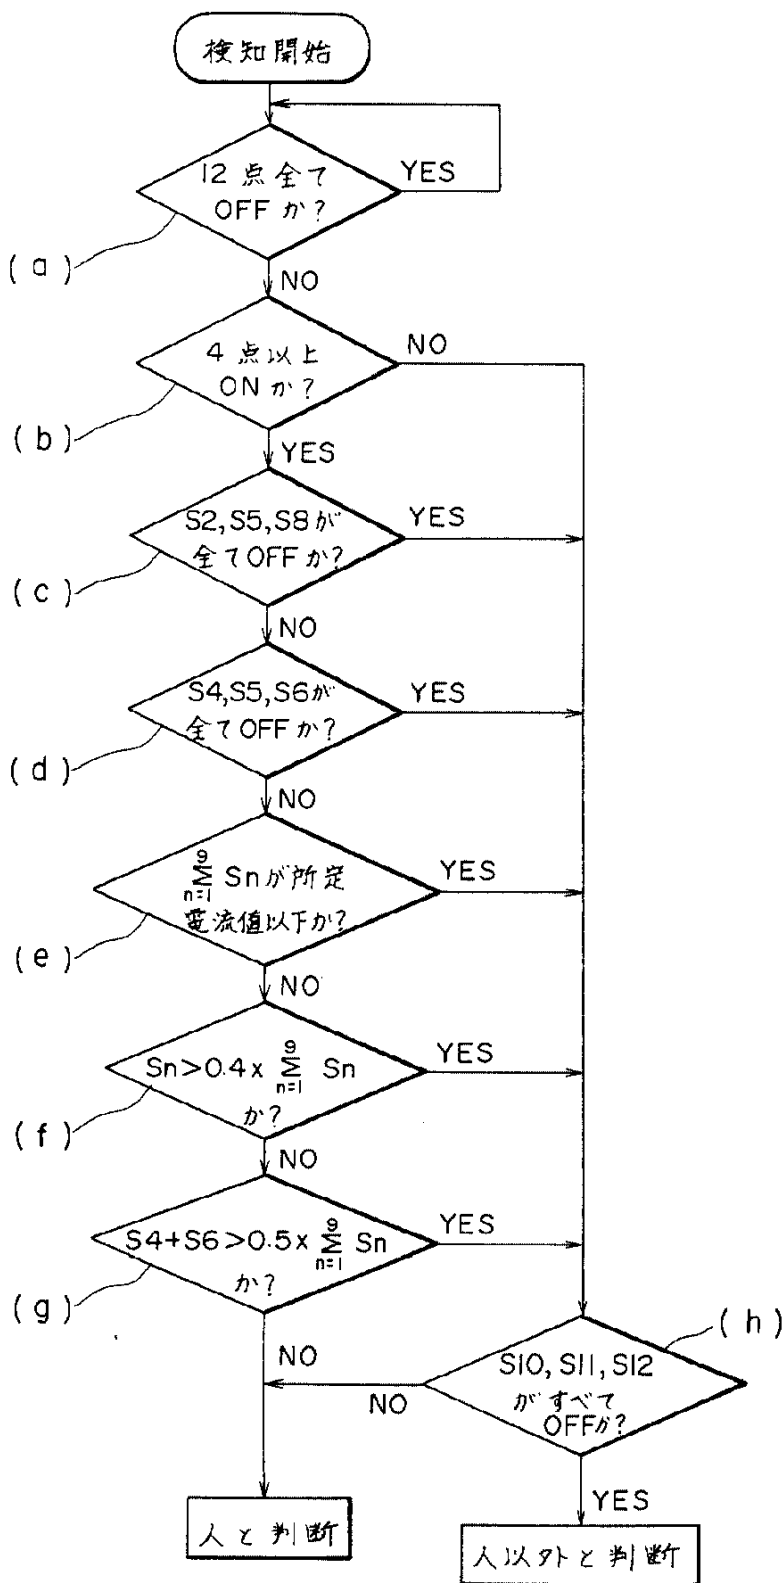 検知開始
12点全て
OFFか?
YES
(a)
NO
4点以上
ONか?
NO
(b)
YES
S2,S5,S8が
全てOFFか?
YES
(c)
NO
S4,S5,S6が
全てOFFか?
YES
(d)
NO
9
Σ Snが所定
n=1
電流値以下か?
YES
(e)
NO
9
Sn>0.4x Σ Sn
n=1
か?
YES
(f)
NO
9
S4+S6>0.5x Σ Sn
n=1
か?
YES
(g)
NO
(h)
S10,S11,S12
がすべて
OFFか?
NO
YES
人と判断
人以外と判断